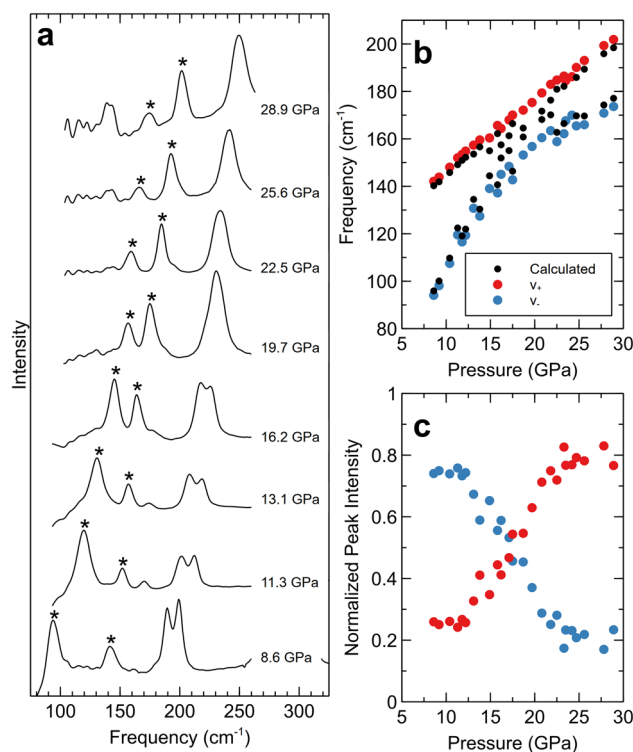 a
*
*
28.9 GPa
*
*
25.6 GPa
*
*
22.5 GPa
*
*
19.7 GPa
*
*
16.2 GPa
*
*
13.1 GPa
*
*
11.3 GPa
*
*
8.6 GPa
Intensity
100 150 200 250 300
Frequency (cm-1)
b
200
180
160
140
120
100
80
Frequency (cm-1)
Calculated
ν+
ν-
5 10 15 20 25 30
Pressure (GPa)
c
1
0.8
0.6
0.4
0.2
0
Normalized Peak Intensity
5 10 15 20 25 30
Pressure (GPa)